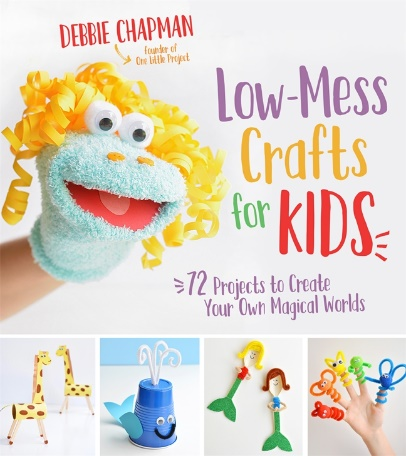 DEBBIE CHAPMAN
founder of
One Little Project
Low-Mess
Crafts
for KIDS
72 Projects to Create
Your Own Magical Worlds